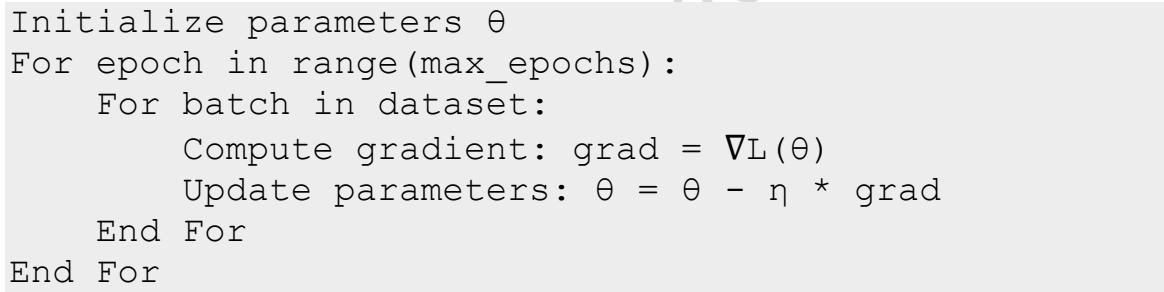 Initialize parameters θ
For epoch in range(max_epochs):
    For batch in dataset:
        Compute gradient: grad = ∇L(θ)
        Update parameters: θ = θ - η * grad
    End For
End For